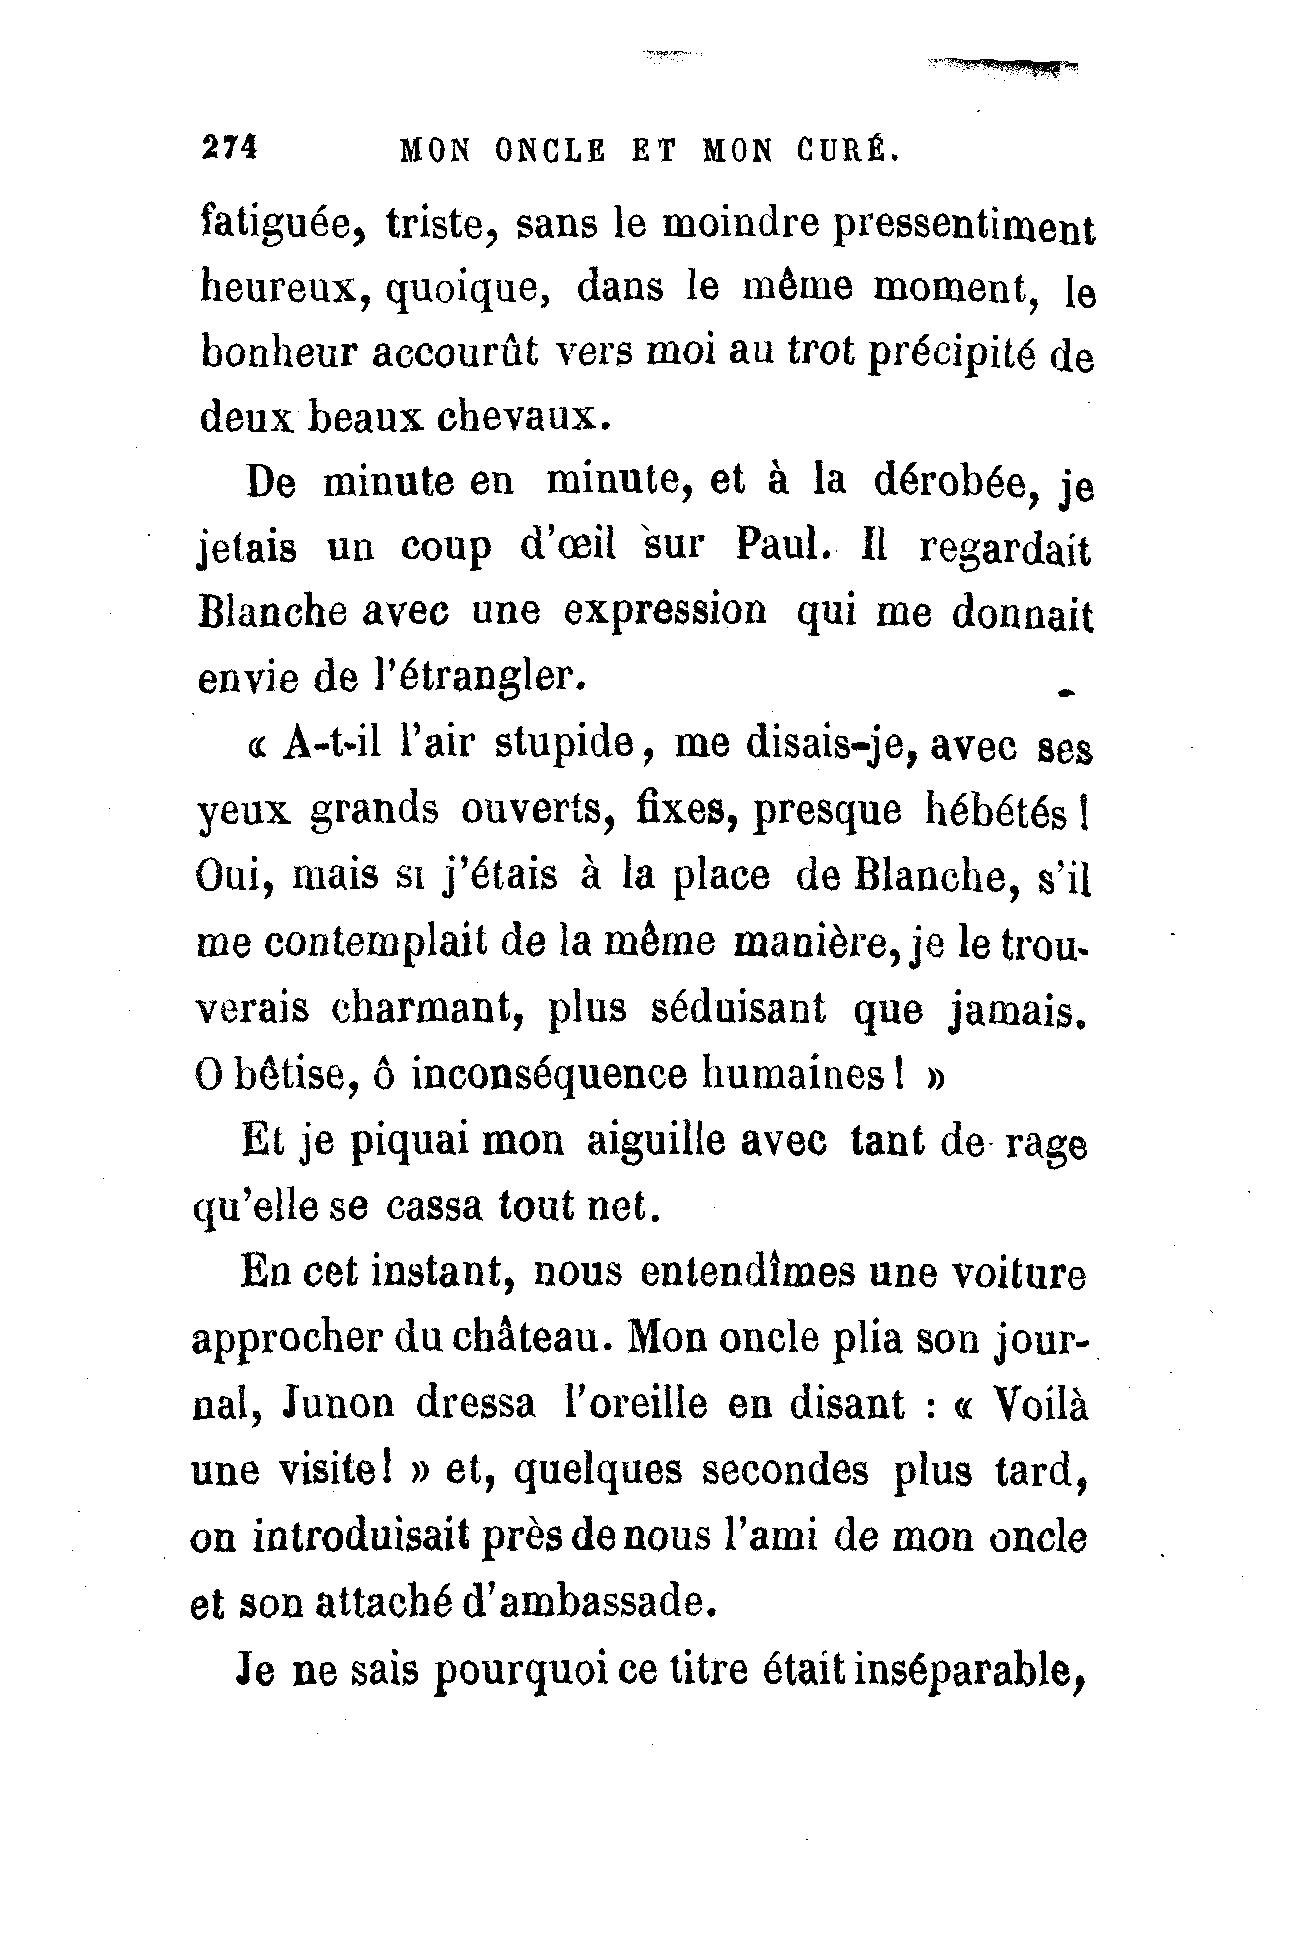 274 MON ONCLE ET MON CURÉ.
fatiguée, triste, sans le moindre pressentiment
heureux, quoique, dans le même moment, le
bonheur accourût vers moi au trot précipité de
deux beaux chevaux.
De minute en minute, et à la dérobée, je
jetais un coup d'œil sur Paul. Il regardait
Blanche avec une expression qui me donnait
envie de l'étrangler.
« A-t-il l'air stupide, me disais-je, avec ses
yeux grands ouverts, fixes, presque hébétés !
Oui, mais si j'étais à la place de Blanche, s'il
me contemplait de la même manière, je le trou-
verais charmant, plus séduisant que jamais.
O bêtise, ô inconséquence humaines ! »
Et je piquai mon aiguille avec tant de rage
qu'elle se cassa tout net.
En cet instant, nous entendîmes une voiture
approcher du château. Mon oncle plia son jour-
nal, Junon dressa l'oreille en disant : « Voilà
une visite! » et, quelques secondes plus tard,
on introduisait près de nous l'ami de mon oncle
et son attaché d'ambassade.
Je ne sais pourquoi ce titre était inséparable,